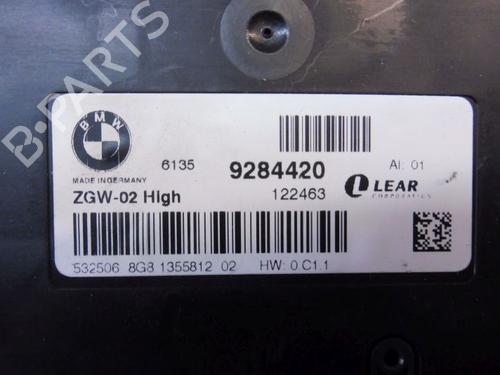 B-PARTS
BMW
6135 9284420 AI: 01
MADE IN GERMANY
ZGW-02 High 122463 LEAR
CORPORATION
532506 8G8 1355812 02 HW: 0 C1.1